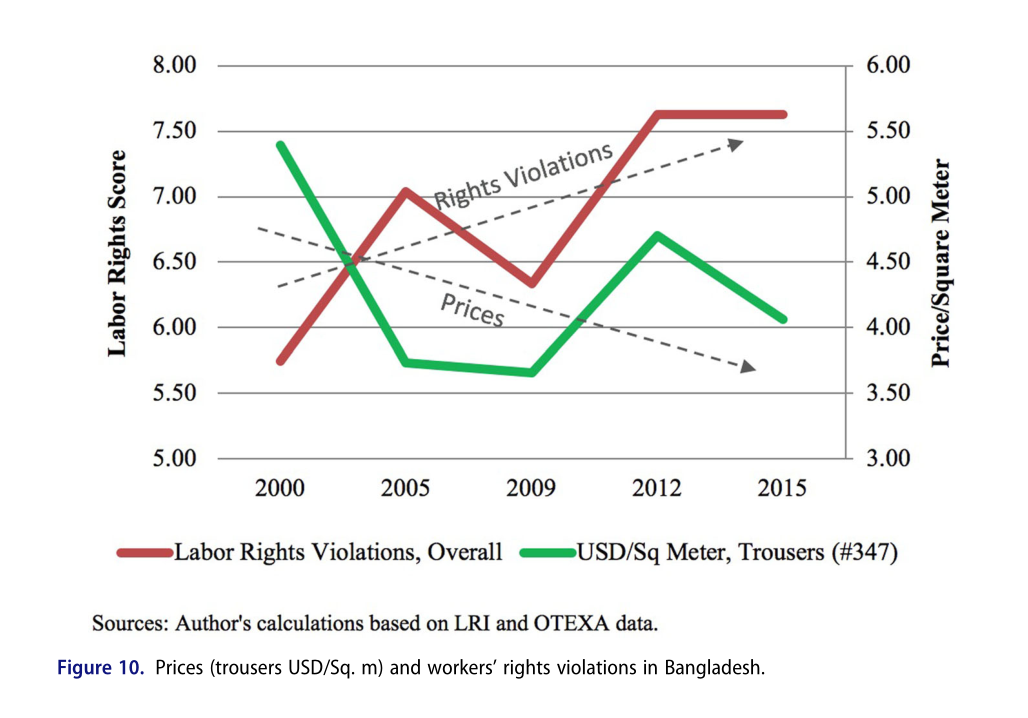 8.00
7.50
7.00
6.50
6.00
5.50
5.00
Labor Rights Score
6.00
5.50
5.00
4.50
4.00
3.50
3.00
Price/Square Meter
Rights Violations
Prices
2000 2005 2009 2012 2015
Labor Rights Violations, Overall USD/Sq Meter, Trousers (#347)
Sources: Author's calculations based on LRI and OTEXA data.
Figure 10. Prices (trousers USD/Sq. m) and workers’ rights violations in Bangladesh.